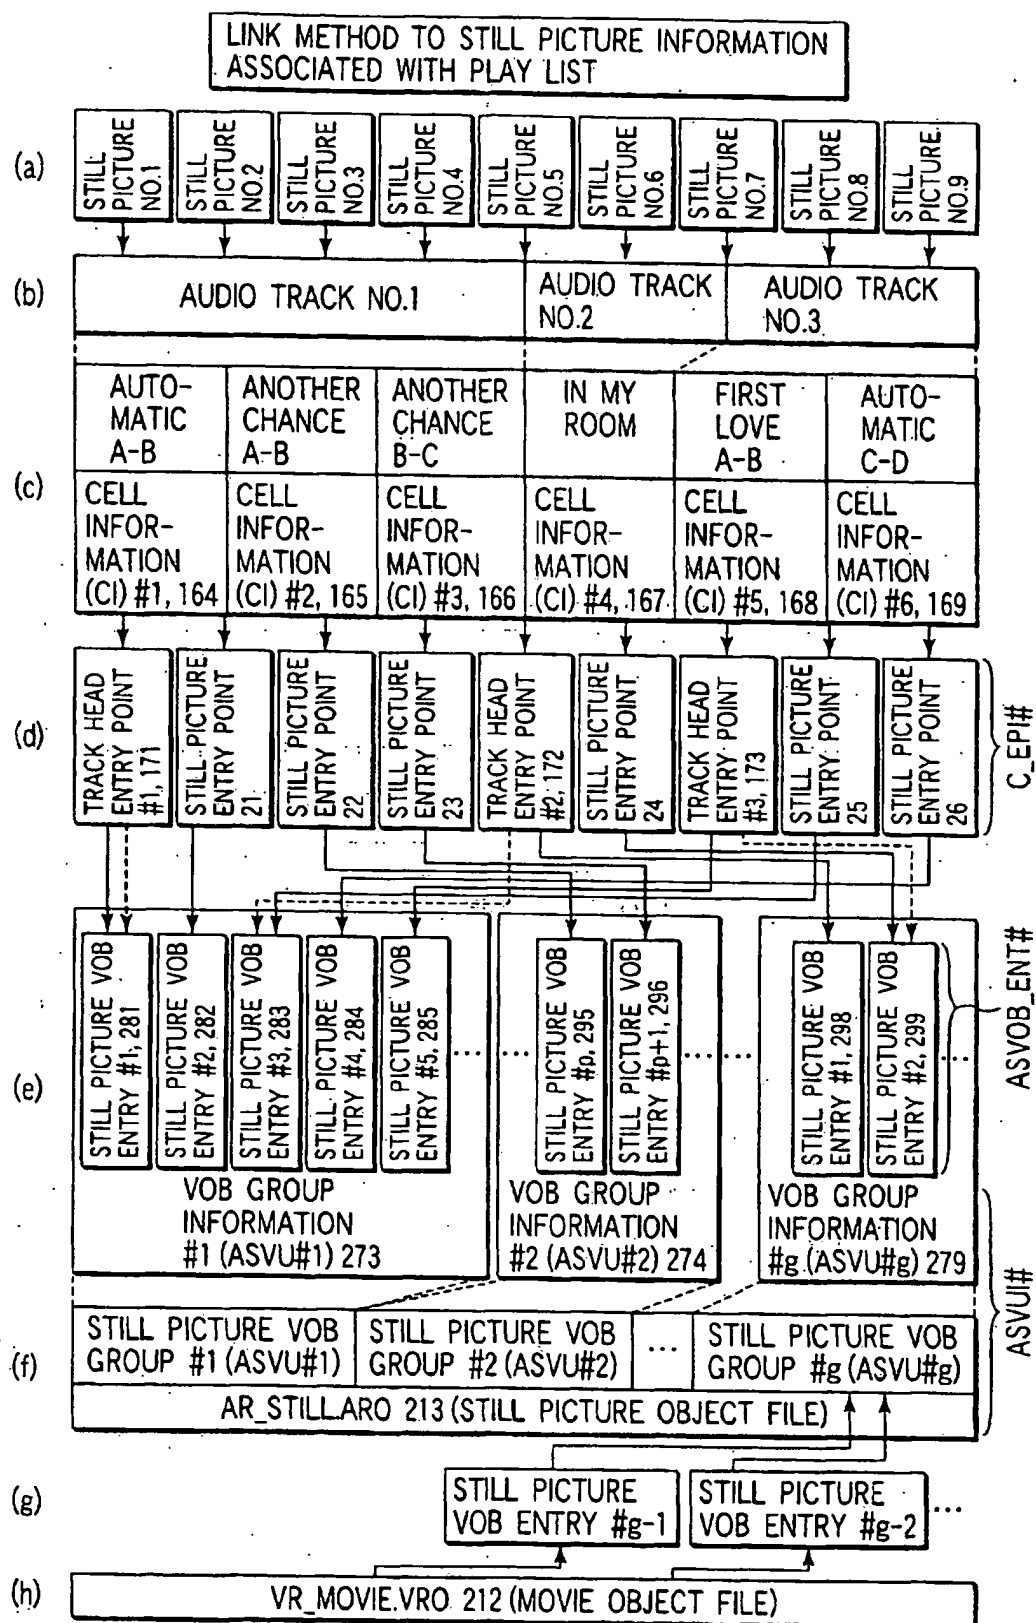 LINK METHOD TO STILL PICTURE INFORMATION
ASSOCIATED WITH PLAY LIST
(a)
STILL
PICTURE
NO.1
STILL
PICTURE
NO.2
STILL
PICTURE
NO.3
STILL
PICTURE
NO.4
STILL
PICTURE
NO.5
STILL
PICTURE
NO.6
STILL
PICTURE
NO.7
STILL
PICTURE
NO.8
STILL
PICTURE
NO.9
(b)
AUDIO TRACK NO.1
AUDIO TRACK
NO.2
AUDIO TRACK
NO.3
(c)
AUTO-
MATIC
A-B
ANOTHER
CHANCE
A-B
ANOTHER
CHANCE
B-C
IN MY
ROOM
FIRST
LOVE
A-B
AUTO-
MATIC
C-D
CELL
INFOR-
MATION
(CI) #1, 164
CELL
INFOR-
MATION
(CI) #2, 165
CELL
INFOR-
MATION
(CI) #3, 166
CELL
INFOR-
MATION
(CI) #4, 167
CELL
INFOR-
MATION
(CI) #5, 168
CELL
INFOR-
MATION
(CI) #6, 169
(d)
TRACK HEAD
ENTRY POINT
#1, 171
STILL PICTURE
ENTRY POINT
21
STILL PICTURE
ENTRY POINT
22
STILL PICTURE
ENTRY POINT
23
TRACK HEAD
ENTRY POINT
#2, 172
STILL PICTURE
ENTRY POINT
24
TRACK HEAD
ENTRY POINT
#3, 173
STILL PICTURE
ENTRY POINT
25
STILL PICTURE
ENTRY POINT
26
C_EPI#
(e)
STILL PICTURE VOB
ENTRY #1, 281
STILL PICTURE VOB
ENTRY #2, 282
STILL PICTURE VOB
ENTRY #3, 283
STILL PICTURE VOB
ENTRY #4, 284
STILL PICTURE VOB
ENTRY #5, 285
STILL PICTURE VOB
ENTRY #p, 295
STILL PICTURE VOB
ENTRY #p+1, 296
STILL PICTURE VOB
ENTRY #1, 298
STILL PICTURE VOB
ENTRY #2, 299
ASVOB_ENT#
VOB GROUP
INFORMATION
#1 (ASVU#1) 273
VOB GROUP
INFORMATION
#2 (ASVU#2) 274
VOB GROUP
INFORMATION
#g (ASVU#g) 279
ASVUI#
(f)
STILL PICTURE VOB
GROUP #1 (ASVU#1)
STILL PICTURE VOB
GROUP #2 (ASVU#2)
...
STILL PICTURE VOB
GROUP #g (ASVU#g)
AR_STILL.ARO 213 (STILL PICTURE OBJECT FILE)
(g)
STILL PICTURE
VOB ENTRY #g-1
STILL PICTURE
VOB ENTRY #g-2
...
(h)
VR_MOVIE.VRO 212 (MOVIE OBJECT FILE)